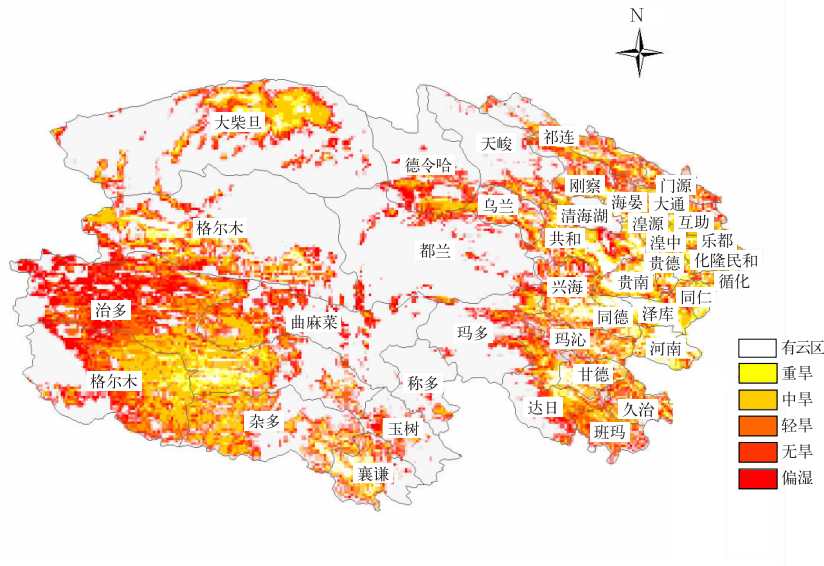 N
大柴旦
天峻
祁连
德令哈
刚察
门源
海晏
大通
乌兰
清海湖
湟源
互助
格尔木
共和
湟中
乐都
都兰
贵德
化隆
民和
兴海
贵南
循化
同仁
治多
曲麻菜
同德
泽库
玛多
玛沁
河南
有云区
重旱
格尔木
称多
甘德
中旱
杂多
达日
久治
轻旱
玉树
班玛
无旱
襄谦
偏湿